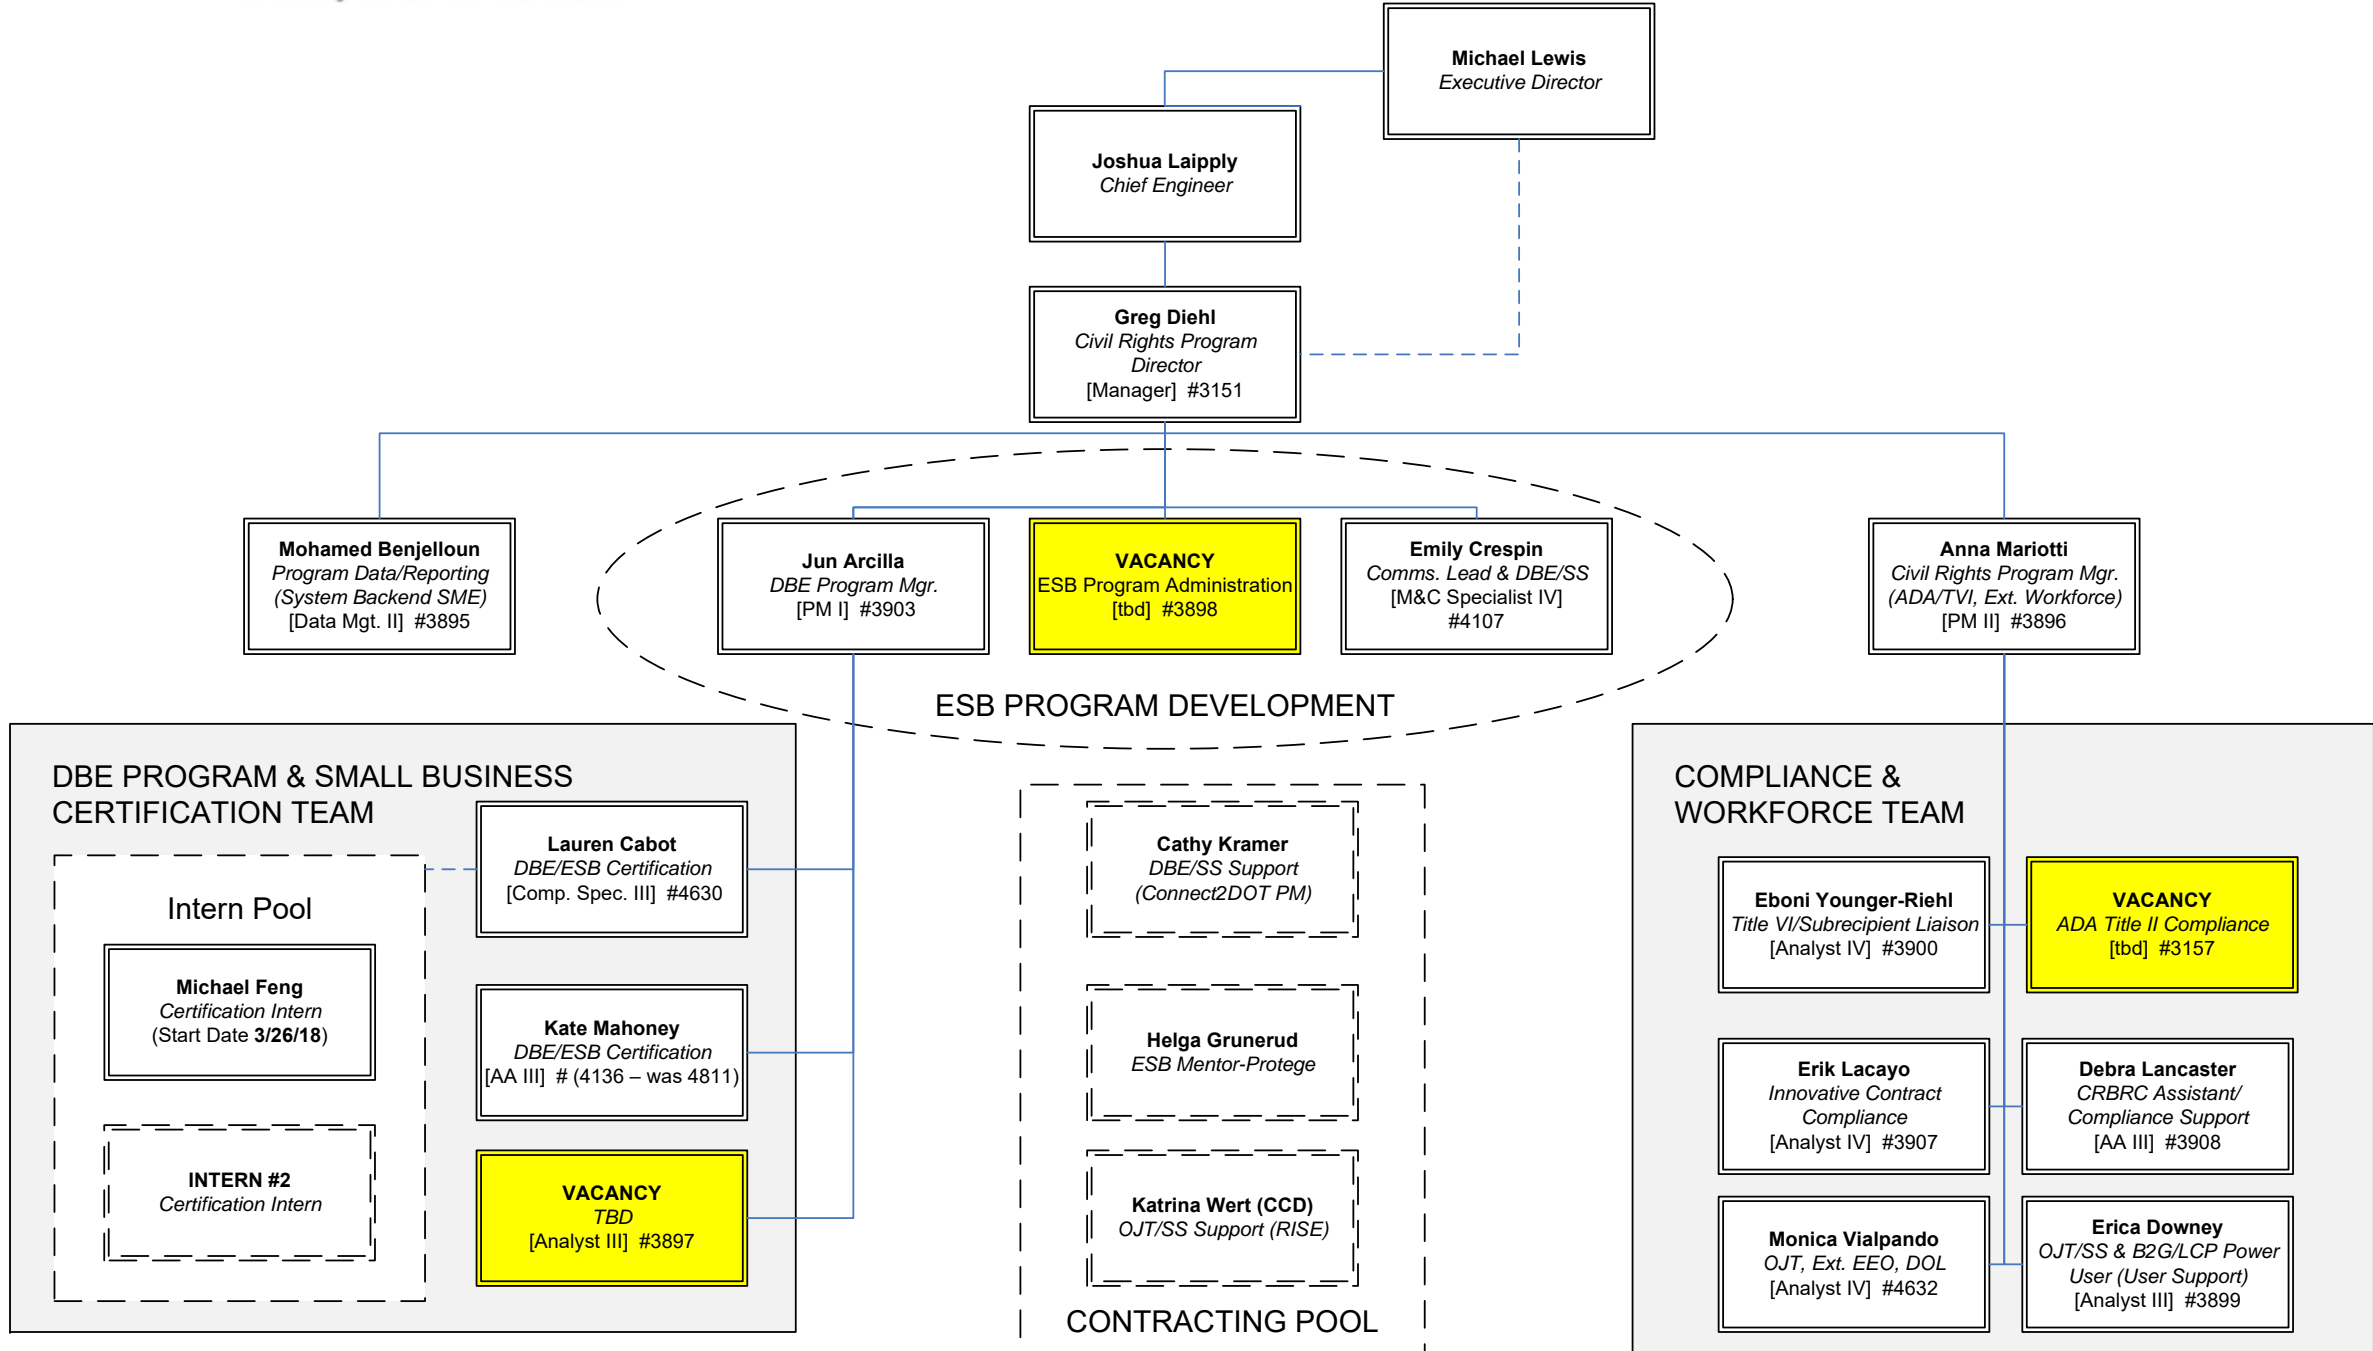 Michael Lewis
Executive Director
Joshua Laipply
Chief Engineer
Greg Diehl
Civil Rights Program
Director
[Manager] #3151
Mohamed Benjelloun
Program Data/Reporting
(System Backend SME)
[Data Mgt. II] #3895
Jun Arcilla
DBE Program Mgr.
[PM I] #3903
VACANCY
ESB Program Administration
[tbd] #3898
Emily Crespin
Comms. Lead & DBE/SS
[M&C Specialist IV]
#4107
Anna Mariotti
Civil Rights Program Mgr.
(ADA/TVI, Ext. Workforce)
[PM II] #3896
ESB PROGRAM DEVELOPMENT
DBE PROGRAM & SMALL BUSINESS
CERTIFICATION TEAM
Intern Pool
Michael Feng
Certification Intern
(Start Date 3/26/18)
INTERN #2
Certification Intern
Lauren Cabot
DBE/ESB Certification
[Comp. Spec. III] #4630
Kate Mahoney
DBE/ESB Certification
[AA III] # (4136 – was 4811)
VACANCY
TBD
[Analyst III] #3897
Cathy Kramer
DBE/SS Support
(Connect2DOT PM)
Helga Grunerud
ESB Mentor-Protege
Katrina Wert (CCD)
OJT/SS Support (RISE)
CONTRACTING POOL
COMPLIANCE &
WORKFORCE TEAM
Eboni Younger-Riehl
Title VI/Subrecipient Liaison
[Analyst IV] #3900
VACANCY
ADA Title II Compliance
[tbd] #3157
Erik Lacayo
Innovative Contract
Compliance
[Analyst IV] #3907
Debra Lancaster
CRBRC Assistant/
Compliance Support
[AA III] #3908
Monica Vialpando
OJT, Ext. EEO, DOL
[Analyst IV] #4632
Erica Downey
OJT/SS & B2G/LCP Power
User (User Support)
[Analyst III] #3899